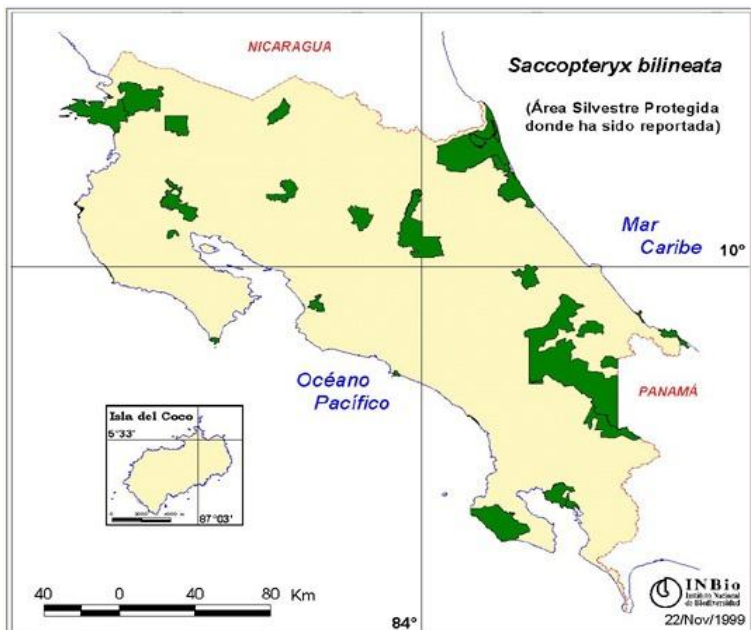 NICARAGUA
Saccopteryx bilineata
(Área Silvestre Protegida
donde ha sido reportada)
Mar
Caribe
10°
Océano
Pacífico
PANAMÁ
Isla del Coco
5°33'
87°03'
40 0 40 80 Km
84°
INBio
Instituto Nacional
de Biodiversidad
22/Nov/1999